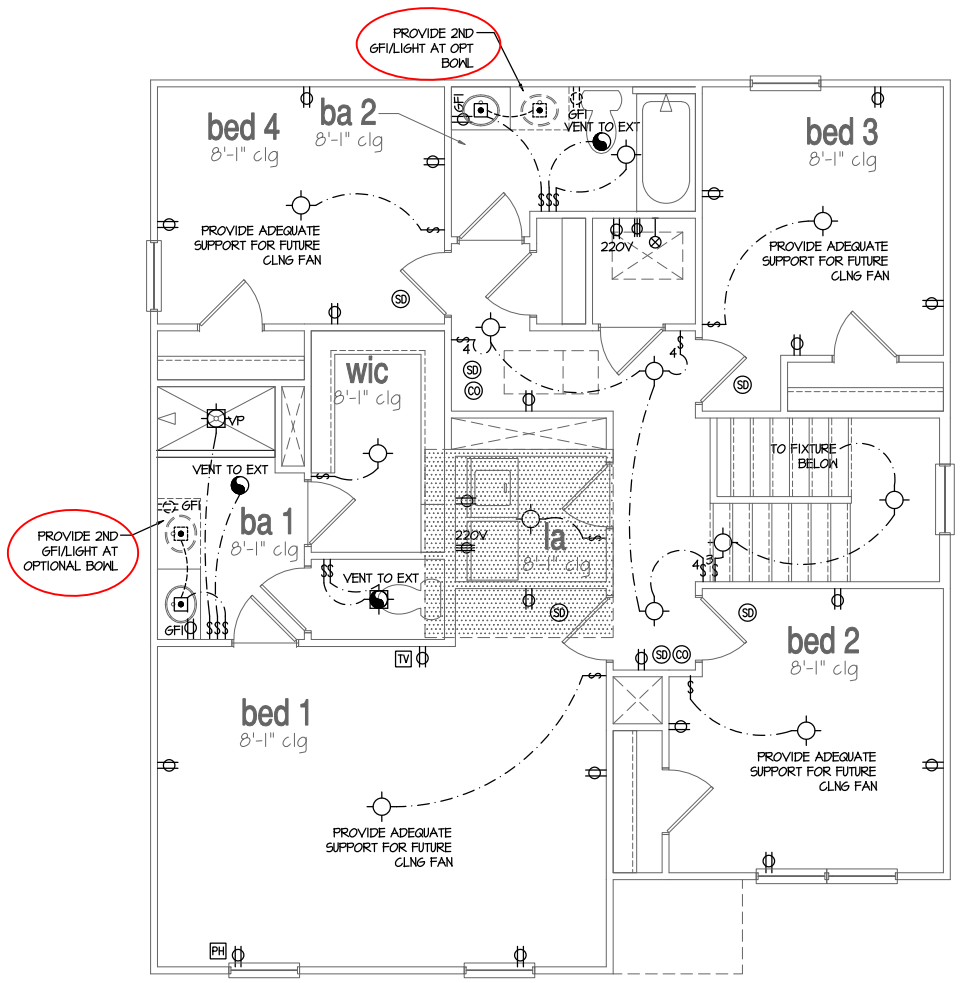 PROVIDE 2ND
GFI/LIGHT AT OPT
BOWL
bed 4
8'-1" clg
ba 2
8'-1" clg
GFI
GFI
VENT TO EXT
$$$
bed 3
8'-1" clg
220V
PROVIDE ADEQUATE
SUPPORT FOR FUTURE
CLNG FAN
$
PROVIDE ADEQUATE
SUPPORT FOR FUTURE
CLNG FAN
SD
$
$
4
$
4
SD
CO
SD
wic
8'-1" clg
VP
$
TO FIXTURE
BELOW
VENT TO EXT
GFI
PROVIDE 2ND
GFI/LIGHT AT
OPTIONAL BOWL
ba 1
8'-1" clg
220V
la
8'-1" clg
$
4
3
$$
$$
VENT TO EXT
GFI
$$$
SD
SD
bed 2
8'-1" clg
TV
SD
CO
$
$
bed 1
8'-1" clg
PROVIDE ADEQUATE
SUPPORT FOR FUTURE
CLNG FAN
PROVIDE ADEQUATE
SUPPORT FOR FUTURE
CLNG FAN
PH